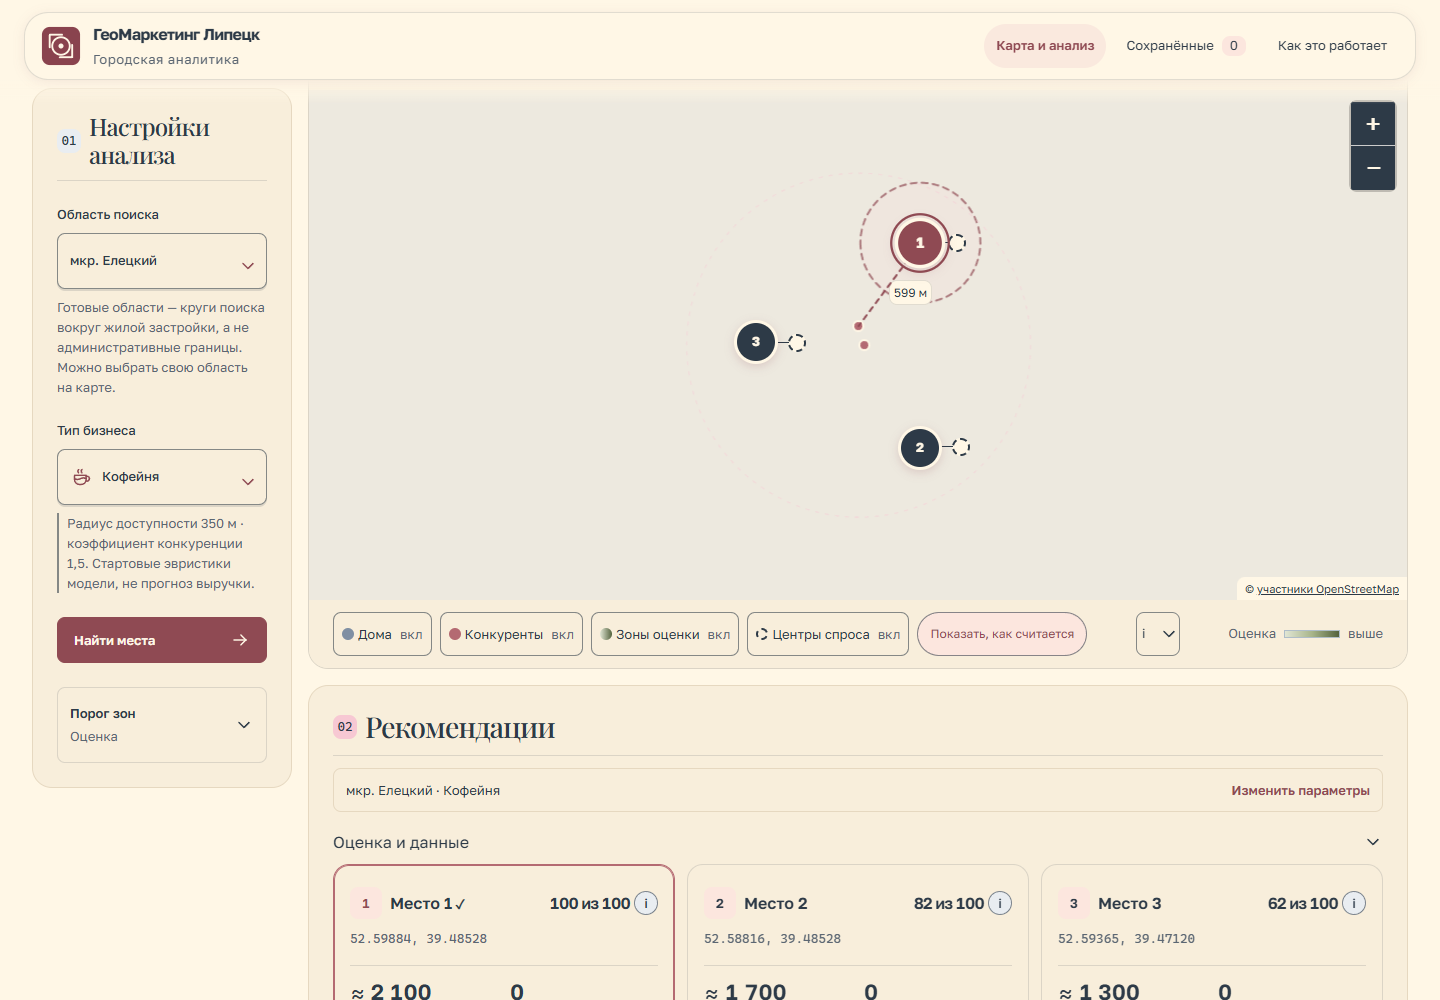 ГеоМаркетинг Липецк
Городская аналитика
Карта и анализ
Сохранённые 0
Как это работает
01 Настройки
анализа
Область поиска
мкр. Елецкий
Готовые области — круги поиска
вокруг жилой застройки, а не
административные границы.
Можно выбрать свою область
на карте.
Тип бизнеса
Кофейня
Радиус доступности 350 м ·
коэффициент конкуренции
1,5. Стартовые эвристики
модели, не прогноз выручки.
Найти места →
Порог зон
Оценка
+
−
1
599 м
3
2
© участники OpenStreetMap
Дома вкл
Конкуренты вкл
Зоны оценки вкл
Центры спроса вкл
Показать, как считается
i
Оценка выше
02 Рекомендации
мкр. Елецкий · Кофейня
Изменить параметры
Оценка и данные
1 Место 1 ✓ 100 из 100 i
52.59884, 39.48528
≈ 2 100 0
2 Место 2 82 из 100 i
52.58816, 39.48528
≈ 1 700 0
3 Место 3 62 из 100 i
52.59365, 39.47120
≈ 1 300 0